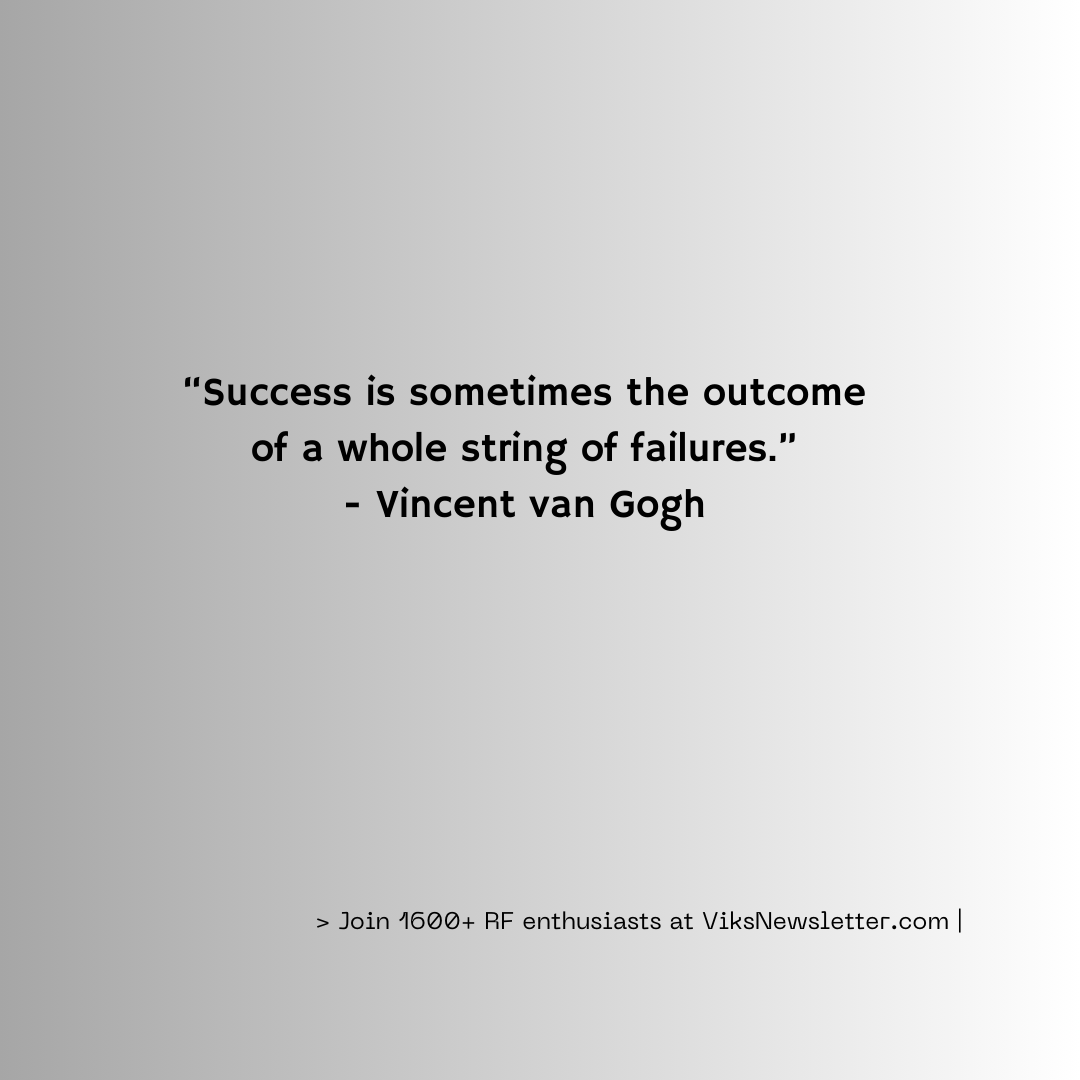 “Success is sometimes the outcome
of a whole string of failures.”
- Vincent van Gogh
> Join 1600+ RF enthusiasts at ViksNewsletter.com |